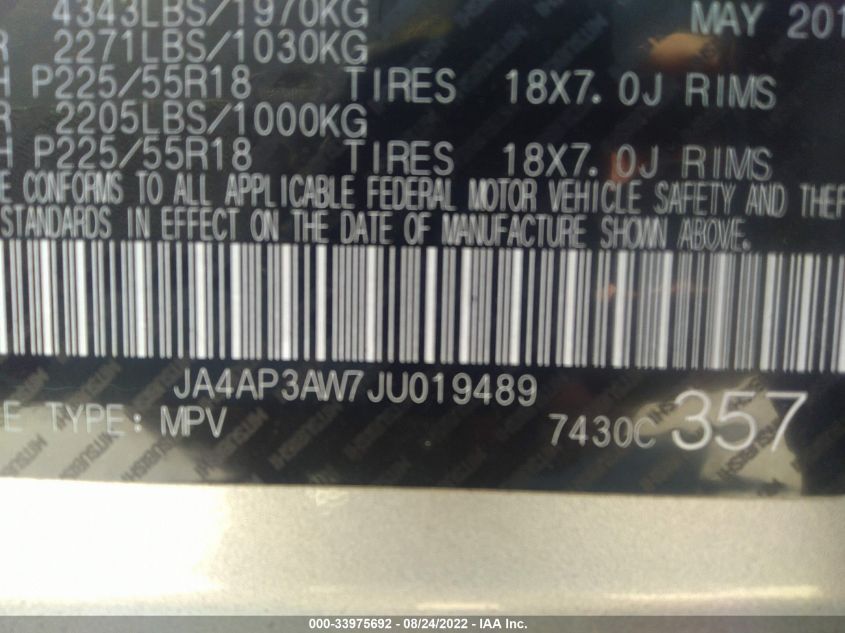 4343LBS/1970KG MAY 201
R 2271LBS/1030KG
H P225/55R18 TIRES 18X7.0J RIMS
R 2205LBS/1000KG
H P225/55R18 TIRES 18X7.0J RIMS
E CONFORMS TO ALL APPLICABLE FEDERAL MOTOR VEHICLE SAFETY AND THEF
STANDARDS IN EFFECT ON THE DATE OF MANUFACTURE SHOWN ABOVE.
JA4AP3AW7JU019489
E TYPE: MPV 7430C 357
MITSUBISHI
000-33975692 - 08/24/2022 - IAA Inc.